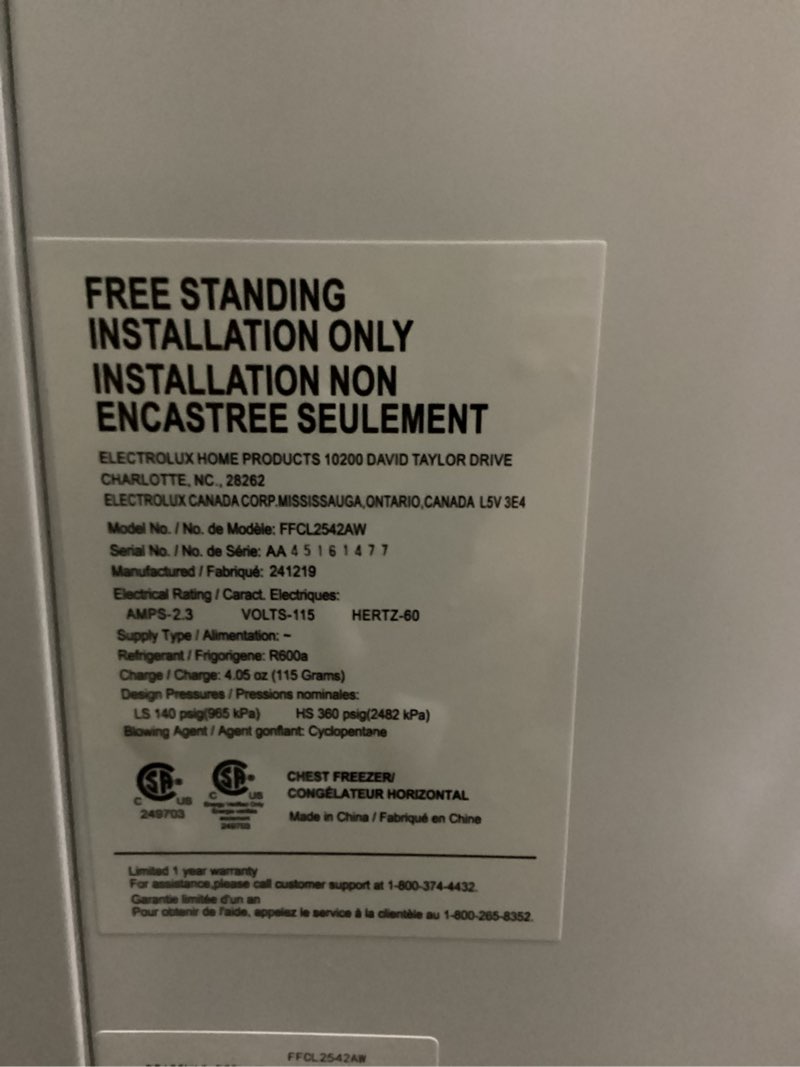 FREE STANDING
INSTALLATION ONLY
INSTALLATION NON
ENCASTREE SEULEMENT
ELECTROLUX HOME PRODUCTS 10200 DAVID TAYLOR DRIVE
CHARLOTTE, NC., 28262
ELECTROLUX CANADA CORP.MISSISSAUGA,ONTARIO,CANADA L5V 3E4
Model No. / No. de Modèle: FFCL2542AW
Serial No. / No. de Série: AA 4 5 1 6 1 4 7 7
Manufactured / Fabriqué: 241219
Electrical Rating / Caract. Electriques:
AMPS-2.3 VOLTS-115 HERTZ-60
Supply Type / Alimentation: ~
Refrigerant / Frigorigene: R600a
Charge / Charge: 4.05 oz (115 Grams)
Design Pressures / Pressions nominales:
LS 140 psig(965 kPa) HS 360 psig(2482 kPa)
Blowing Agent / Agent gonflant: Cyclopentane
C US
249703
C US
Energy Verified Only
249703
CHEST FREEZER/
CONGÉLATEUR HORIZONTAL
Made in China / Fabriqué en Chine
Limited 1 year warranty
For assistance,please call customer support at 1-800-374-4432.
Garantie limitée d'un an
Pour obtenir de l'aide, appelez le service à la clientèle au 1-800-265-8352.
FFCL2542AW